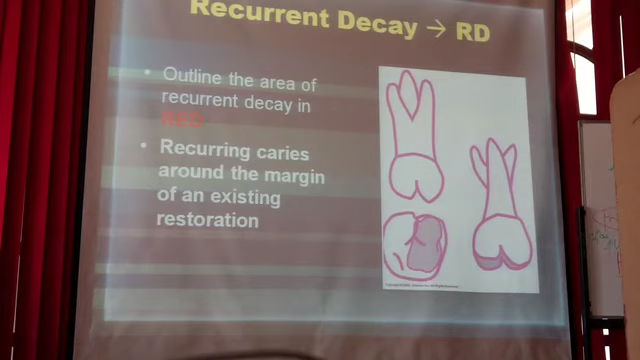 Recurrent Decay → RD
• Outline the area of
recurrent decay in
RED
• Recurring caries
around the margin
of an existing
restoration